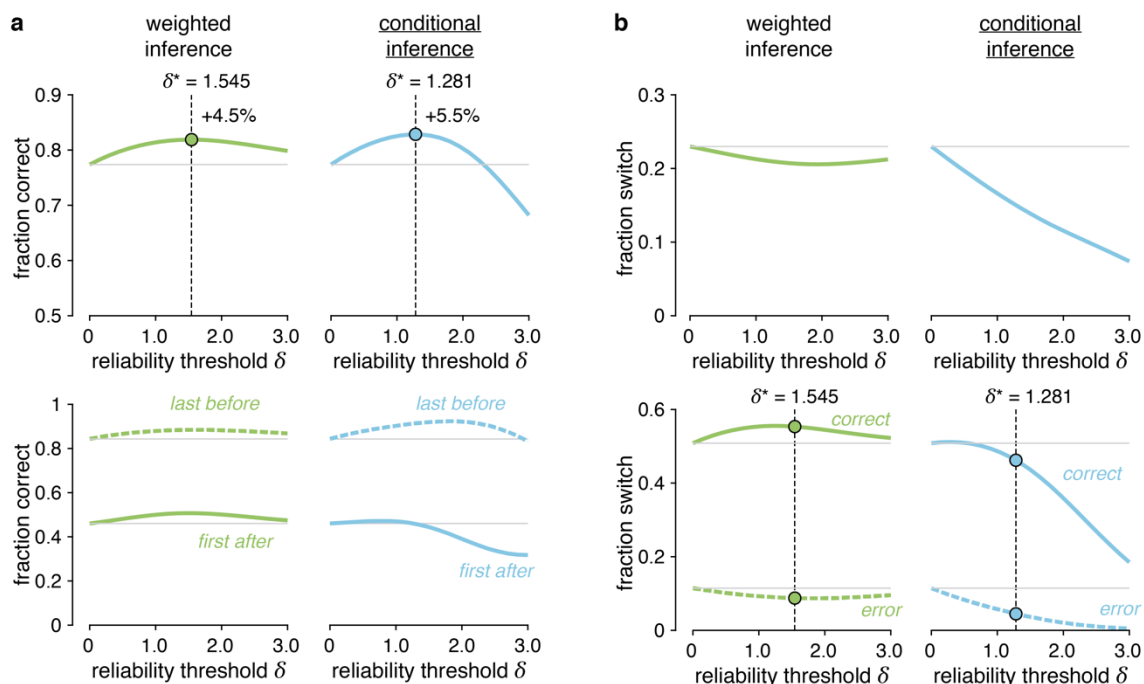 a
weighted
inference
conditional
inference
δ* = 1.545
δ* = 1.281
+4.5%
+5.5%
fraction correct
0.9
0.8
0.7
0.6
0.5
0 1.0 2.0 3.0
0 1.0 2.0 3.0
reliability threshold δ
reliability threshold δ
fraction correct
1
0.8
0.6
0.4
0.2
0
last before
first after
last before
first after
0 1.0 2.0 3.0
0 1.0 2.0 3.0
reliability threshold δ
reliability threshold δ
b
weighted
inference
conditional
inference
fraction switch
0.3
0.2
0.1
0
0 1.0 2.0 3.0
0 1.0 2.0 3.0
reliability threshold δ
reliability threshold δ
δ* = 1.545
δ* = 1.281
fraction switch
0.6
0.4
0.2
0
correct
error
correct
error
0 1.0 2.0 3.0
0 1.0 2.0 3.0
reliability threshold δ
reliability threshold δ